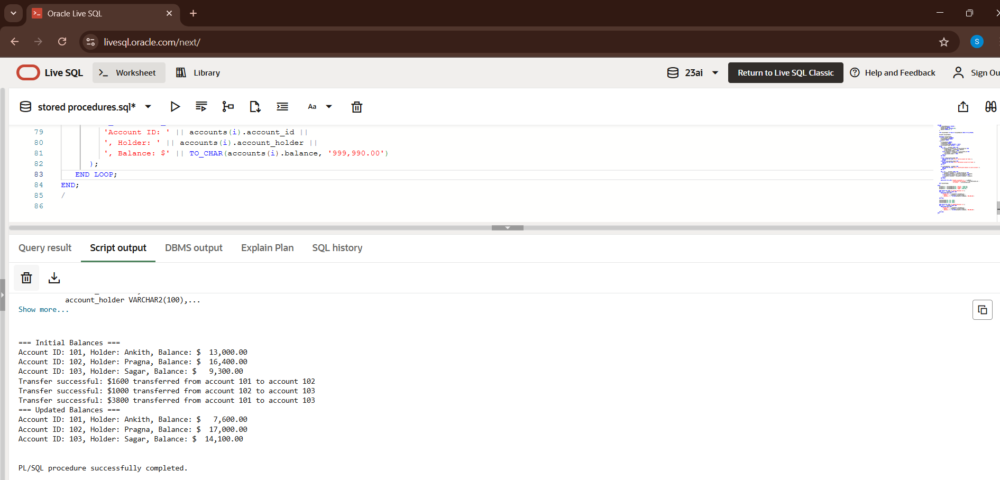 Oracle Live SQL
livesql.oracle.com/next/
S
Live SQL
Worksheet
Library
23ai
Return to Live SQL Classic
Help and Feedback
Sign Ou
stored procedures.sql*
Aa
79 'Account ID: ' || accounts(i).account_id ||
80 ', Holder: ' || accounts(i).account_holder ||
81 ', Balance: $' || TO_CHAR(accounts(i).balance, '999,990.00')
82 );
83 END LOOP;
84 END;
85 /
86
Query result
Script output
DBMS output
Explain Plan
SQL history
account_holder VARCHAR2(100),...
Show more...
=== Initial Balances ===
Account ID: 101, Holder: Ankith, Balance: $  13,000.00
Account ID: 102, Holder: Pragna, Balance: $  16,400.00
Account ID: 103, Holder: Sagar, Balance: $   9,300.00
Transfer successful: $1600 transferred from account 101 to account 102
Transfer successful: $1000 transferred from account 102 to account 103
Transfer successful: $3800 transferred from account 101 to account 103
=== Updated Balances ===
Account ID: 101, Holder: Ankith, Balance: $   7,600.00
Account ID: 102, Holder: Pragna, Balance: $  17,000.00
Account ID: 103, Holder: Sagar, Balance: $  14,100.00
PL/SQL procedure successfully completed.